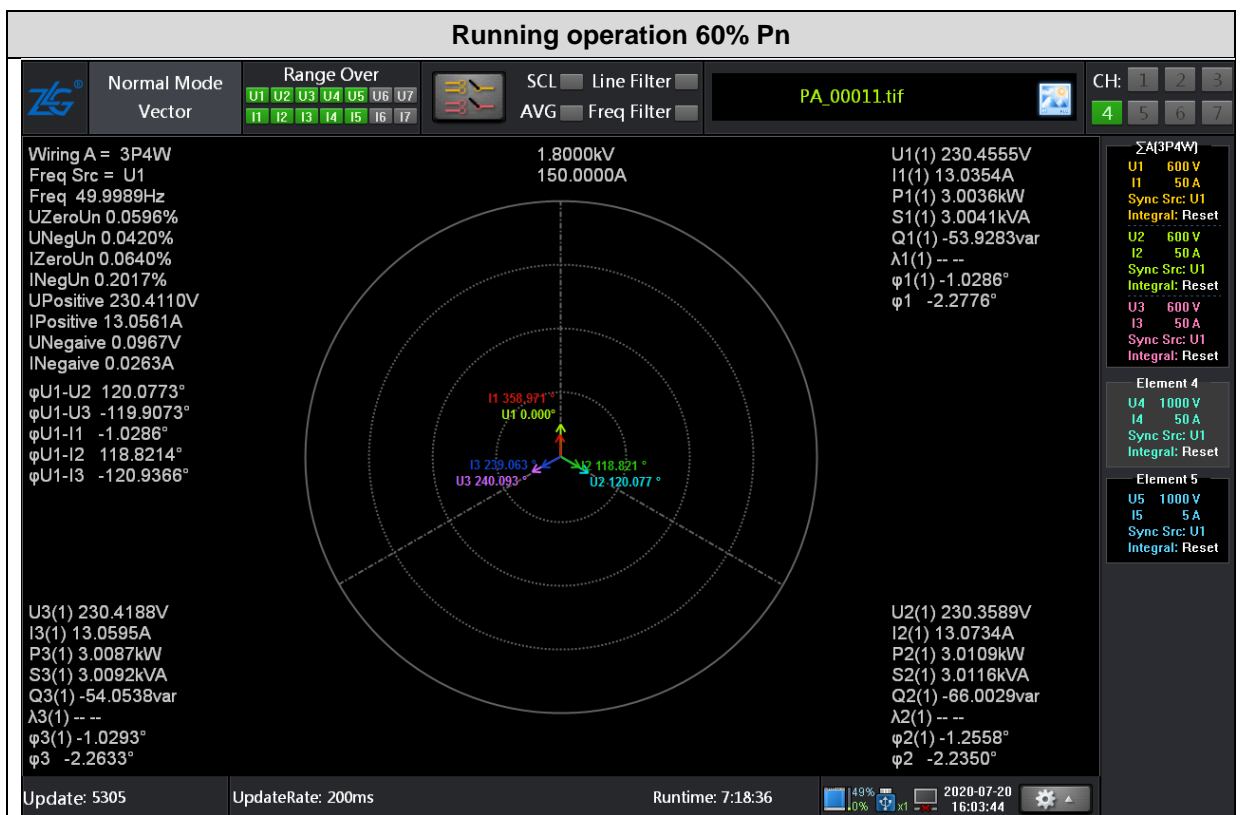 Running operation 60% Pn
ZLG®
Normal Mode
Vector
Range Over
U1 U2 U3 U4 U5 U6 U7
I1 I2 I3 I4 I5 I6 I7
SCL Line Filter
AVG Freq Filter
PA_00011.tif
CH: 1 2 3
4 5 6 7
Wiring A = 3P4W
Freq Src = U1
Freq 49.9989Hz
UZeroUn 0.0596%
UNegUn 0.0420%
IZeroUn 0.0640%
INegUn 0.2017%
UPositive 230.4110V
IPositive 13.0561A
UNegaive 0.0967V
INegaive 0.0263A
φU1-U2 120.0773°
φU1-U3 -119.9073°
φU1-I1 -1.0286°
φU1-I2 118.8214°
φU1-I3 -120.9366°
1.8000kV
150.0000A
U1(1) 230.4555V
I1(1) 13.0354A
P1(1) 3.0036kW
S1(1) 3.0041kVA
Q1(1) -53.9283var
λ1(1) -- --
φ1(1) -1.0286°
φ1 -2.2776°
I1 358.971 °
U1 0.000°
I3 239.063 °
I2 118.821 °
U3 240.093 °
U2 120.077 °
U3(1) 230.4188V
I3(1) 13.0595A
P3(1) 3.0087kW
S3(1) 3.0092kVA
Q3(1) -54.0538var
λ3(1) -- --
φ3(1) -1.0293°
φ3 -2.2633°
U2(1) 230.3589V
I2(1) 13.0734A
P2(1) 3.0109kW
S2(1) 3.0116kVA
Q2(1) -66.0029var
λ2(1) -- --
φ2(1) -1.2558°
φ2 -2.2350°
∑A(3P4W)
U1 600 V
I1 50 A
Sync Src: U1
Integral: Reset
U2 600 V
I2 50 A
Sync Src: U1
Integral: Reset
U3 600 V
I3 50 A
Sync Src: U1
Integral: Reset
Element 4
U4 1000 V
I4 50 A
Sync Src: U1
Integral: Reset
Element 5
U5 1000 V
I5 5 A
Sync Src: U1
Integral: Reset
Update: 5305
UpdateRate: 200ms
Runtime: 7:18:36
49%
0%
x1
2020-07-20
16:03:44